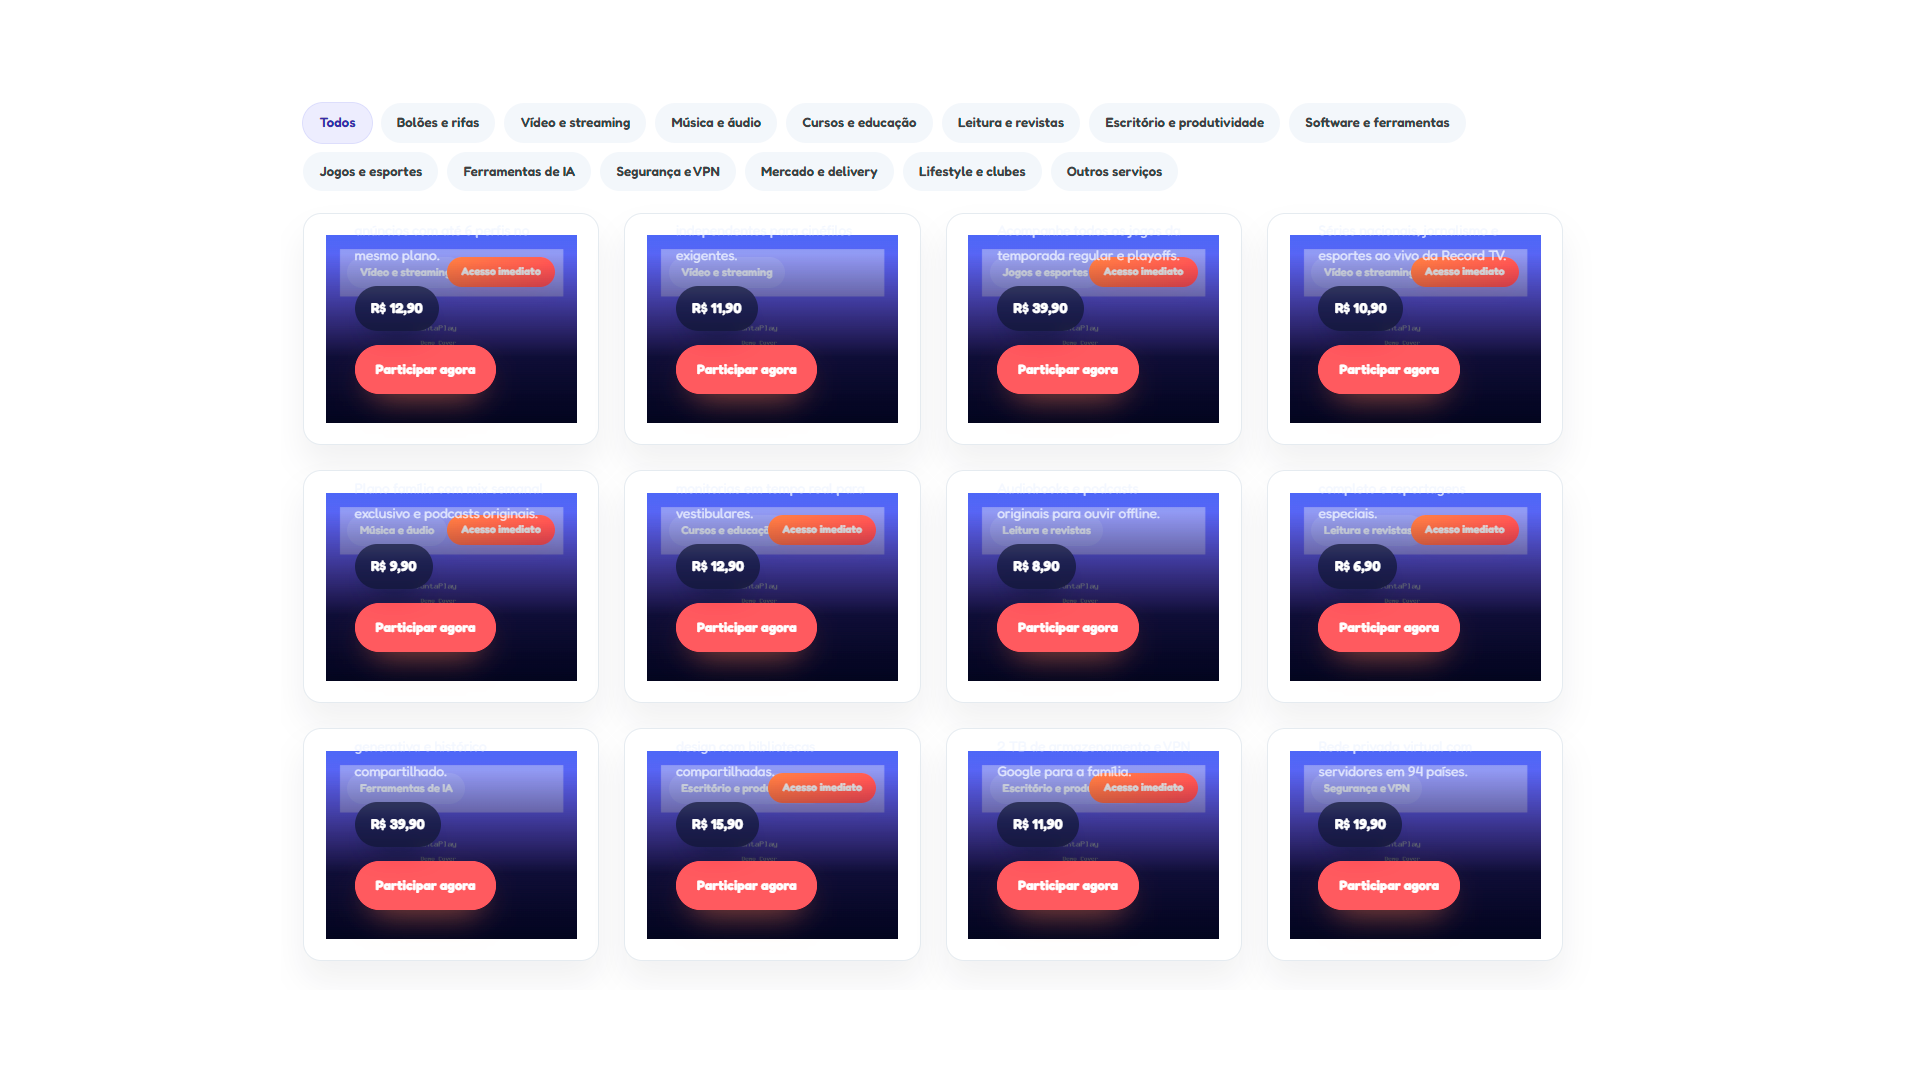 Todos
Bolões e rifas
Vídeo e streaming
Música e áudio
Cursos e educação
Leitura e revistas
Escritório e produtividade
Software e ferramentas
Jogos e esportes
Ferramentas de IA
Segurança e VPN
Mercado e delivery
Lifestyle e clubes
Outros serviços
mesmo plano.
Vídeo e streaming
Acesso imediato
R$ 12,90
Participar agora
exigentes.
Vídeo e streaming
R$ 11,90
Participar agora
temporada regular e playoffs.
Jogos e esportes
Acesso imediato
R$ 39,90
Participar agora
esportes ao vivo da Record TV.
Vídeo e streaming
Acesso imediato
R$ 10,90
Participar agora
exclusivo e podcasts originais.
Música e áudio
Acesso imediato
R$ 9,90
Participar agora
vestibulares.
Cursos e educaçã
Acesso imediato
R$ 12,90
Participar agora
originais para ouvir offline.
Leitura e revistas
R$ 8,90
Participar agora
especiais.
Leitura e revistas
Acesso imediato
R$ 6,90
Participar agora
compartilhado.
Ferramentas de IA
R$ 39,90
Participar agora
compartilhadas.
Escritório e produ
Acesso imediato
R$ 15,90
Participar agora
Google para a família.
Escritório e produ
Acesso imediato
R$ 11,90
Participar agora
servidores em 94 países.
Segurança e VPN
R$ 19,90
Participar agora